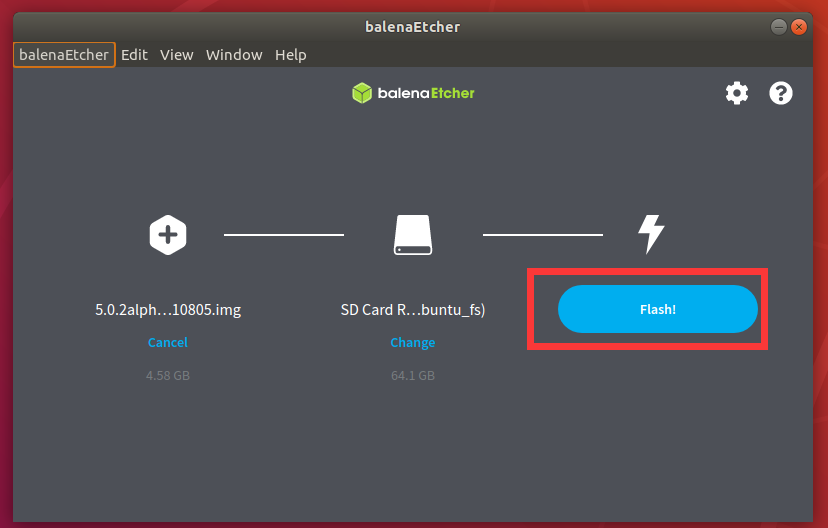 balenaEtcher
balenaEtcher Edit View Window Help
balenaEtcher
5.0.2alph…10805.img
SD Card R…buntu_fs)
Flash!
Cancel
Change
4.58 GB
64.1 GB